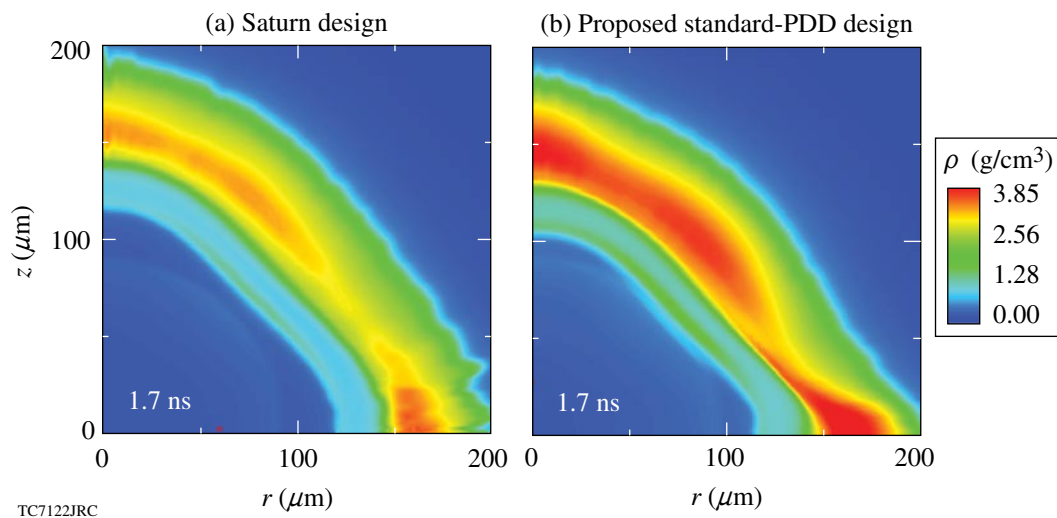 (a) Saturn design
(b) Proposed standard-PDD design
200
100
0
z (μm)
1.7 ns
0
100
200
r (μm)
1.7 ns
0
100
200
r (μm)
ρ (g/cm³)
3.85
2.56
1.28
0.00
TC7122JRC